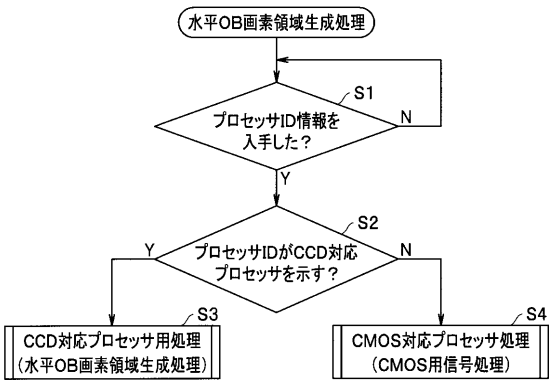 水平OB画素領域生成処理
S1
プロセッサID情報を
入手した？
N
Y
S2
プロセッサIDがCCD対応
プロセッサを示す？
Y
N
S3
CCD対応プロセッサ用処理
(水平OB画素領域生成処理)
S4
CMOS対応プロセッサ処理
(CMOS用信号処理)